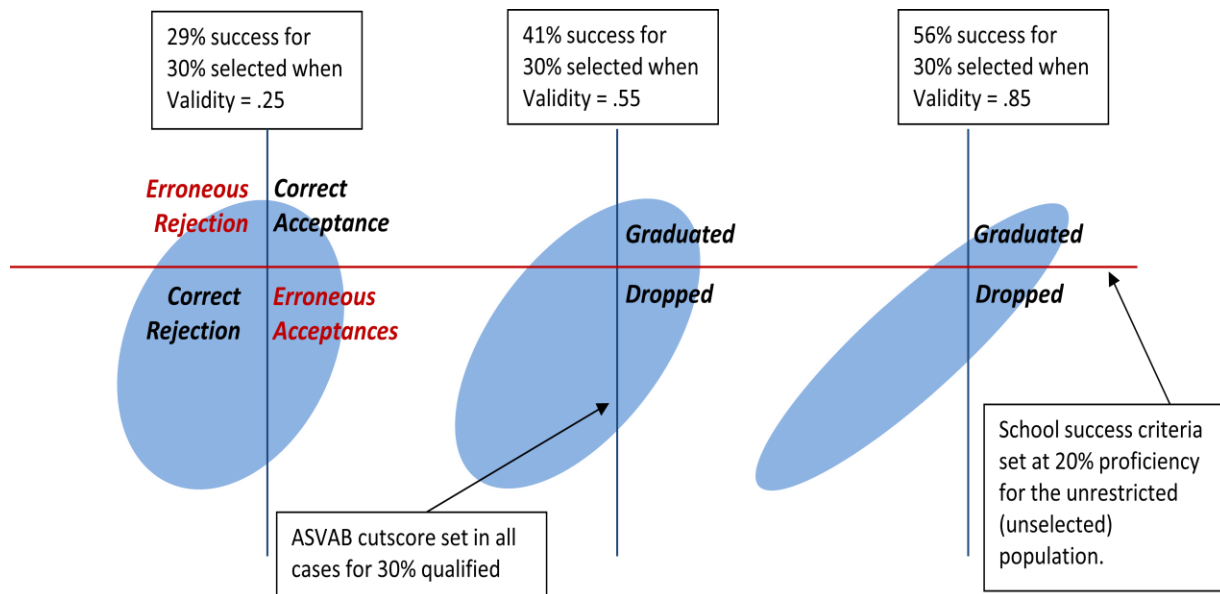 29% success for
30% selected when
Validity = .25
41% success for
30% selected when
Validity = .55
56% success for
30% selected when
Validity = .85
Erroneous
Rejection
Correct
Acceptance
Correct
Rejection
Erroneous
Acceptances
Graduated
Dropped
Graduated
Dropped
ASVAB cutscore set in all
cases for 30% qualified
School success criteria
set at 20% proficiency
for the unrestricted
(unselected)
population.